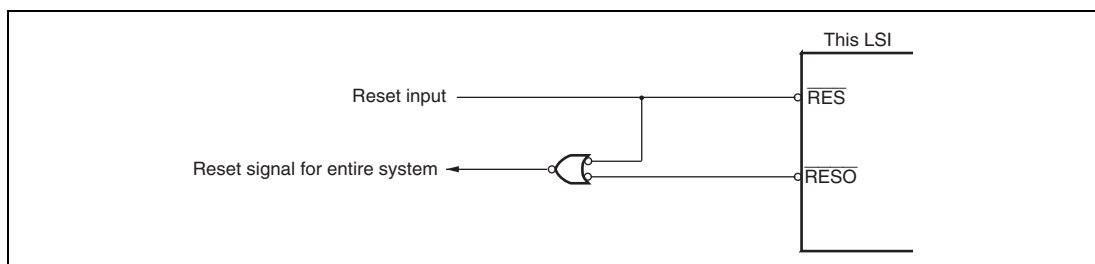 This LSI
Reset input
RES
Reset signal for entire system
RESO